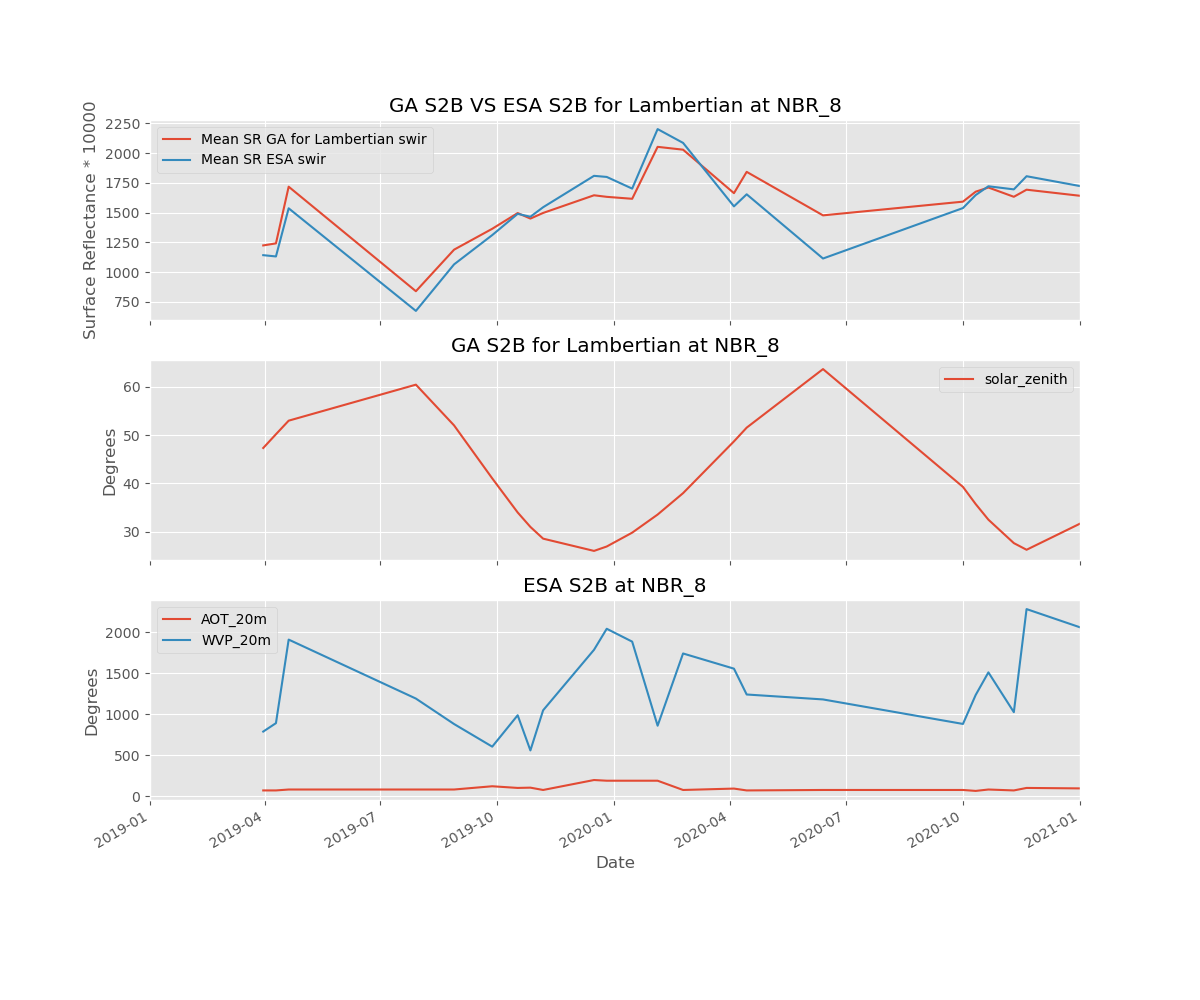 GA S2B VS ESA S2B for Lambertian at NBR_8
Surface Reflectance * 10000
2250
2000
1750
1500
1250
1000
750
Mean SR GA for Lambertian swir
Mean SR ESA swir
GA S2B for Lambertian at NBR_8
Degrees
60
50
40
30
solar_zenith
ESA S2B at NBR_8
Degrees
2000
1500
1000
500
0
AOT_20m
WVP_20m
2019-01
2019-04
2019-07
2019-10
2020-01
2020-04
2020-07
2020-10
2021-01
Date